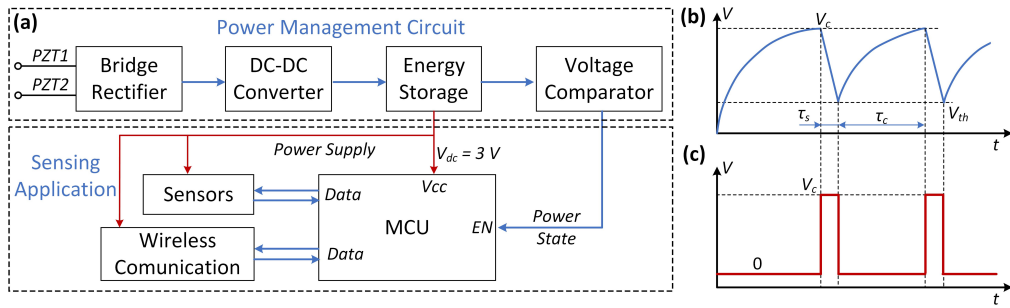 (a)
Power Management Circuit
PZT1
PZT2
Bridge
Rectifier
DC-DC
Converter
Energy
Storage
Voltage
Comparator
Sensing
Application
Power Supply
V_dc = 3 V
Sensors
Data
Vcc
MCU
EN
Power
State
Wireless
Comunication
Data
(b)
V
V_c
τ_s
τ_c
V_th
t
(c)
V
V_c
0
t